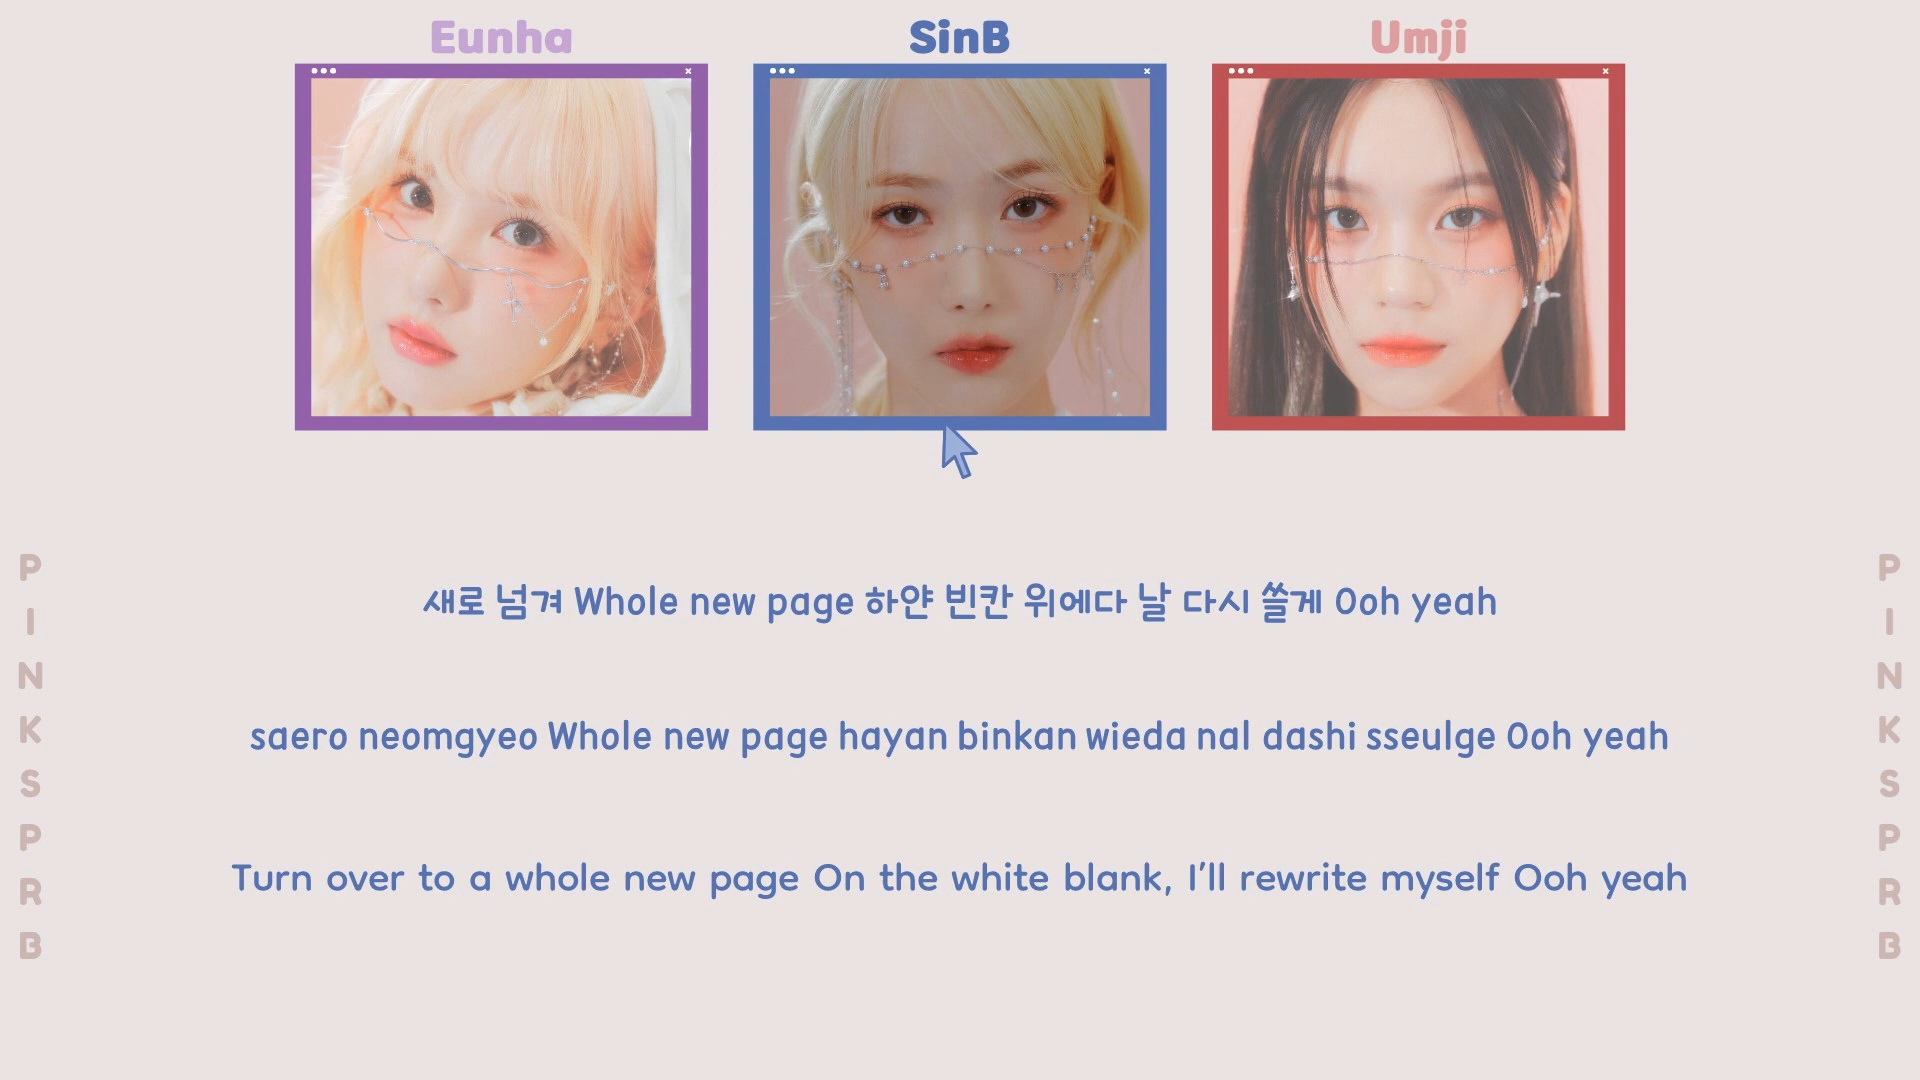 Eunha
SinB
Umji
새로 넘겨 Whole new page 하얀 빈칸 위에다 날 다시 쓸게 Ooh yeah
saero neomgyeo Whole new page hayan binkan wieda nal dashi sseulge Ooh yeah
Turn over to a whole new page On the white blank, I'll rewrite myself Ooh yeah
PINKSPRB
PINKSPRB